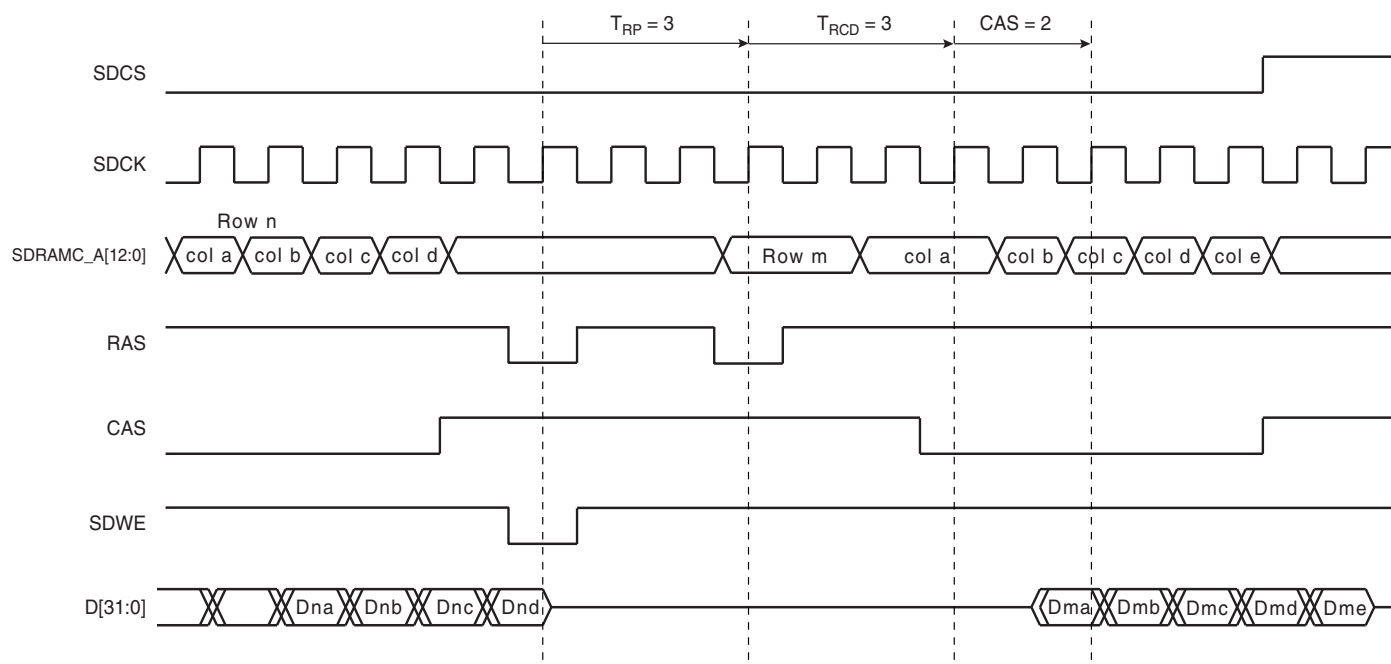 T_RP = 3 T_RCD = 3 CAS = 2
SDCS
SDCK
Row n
SDRAMC_A[12:0] col a col b col c col d Row m col a col b col c col d col e
RAS
CAS
SDWE
D[31:0] Dna Dnb Dnc Dnd Dma Dmb Dmc Dmd Dme